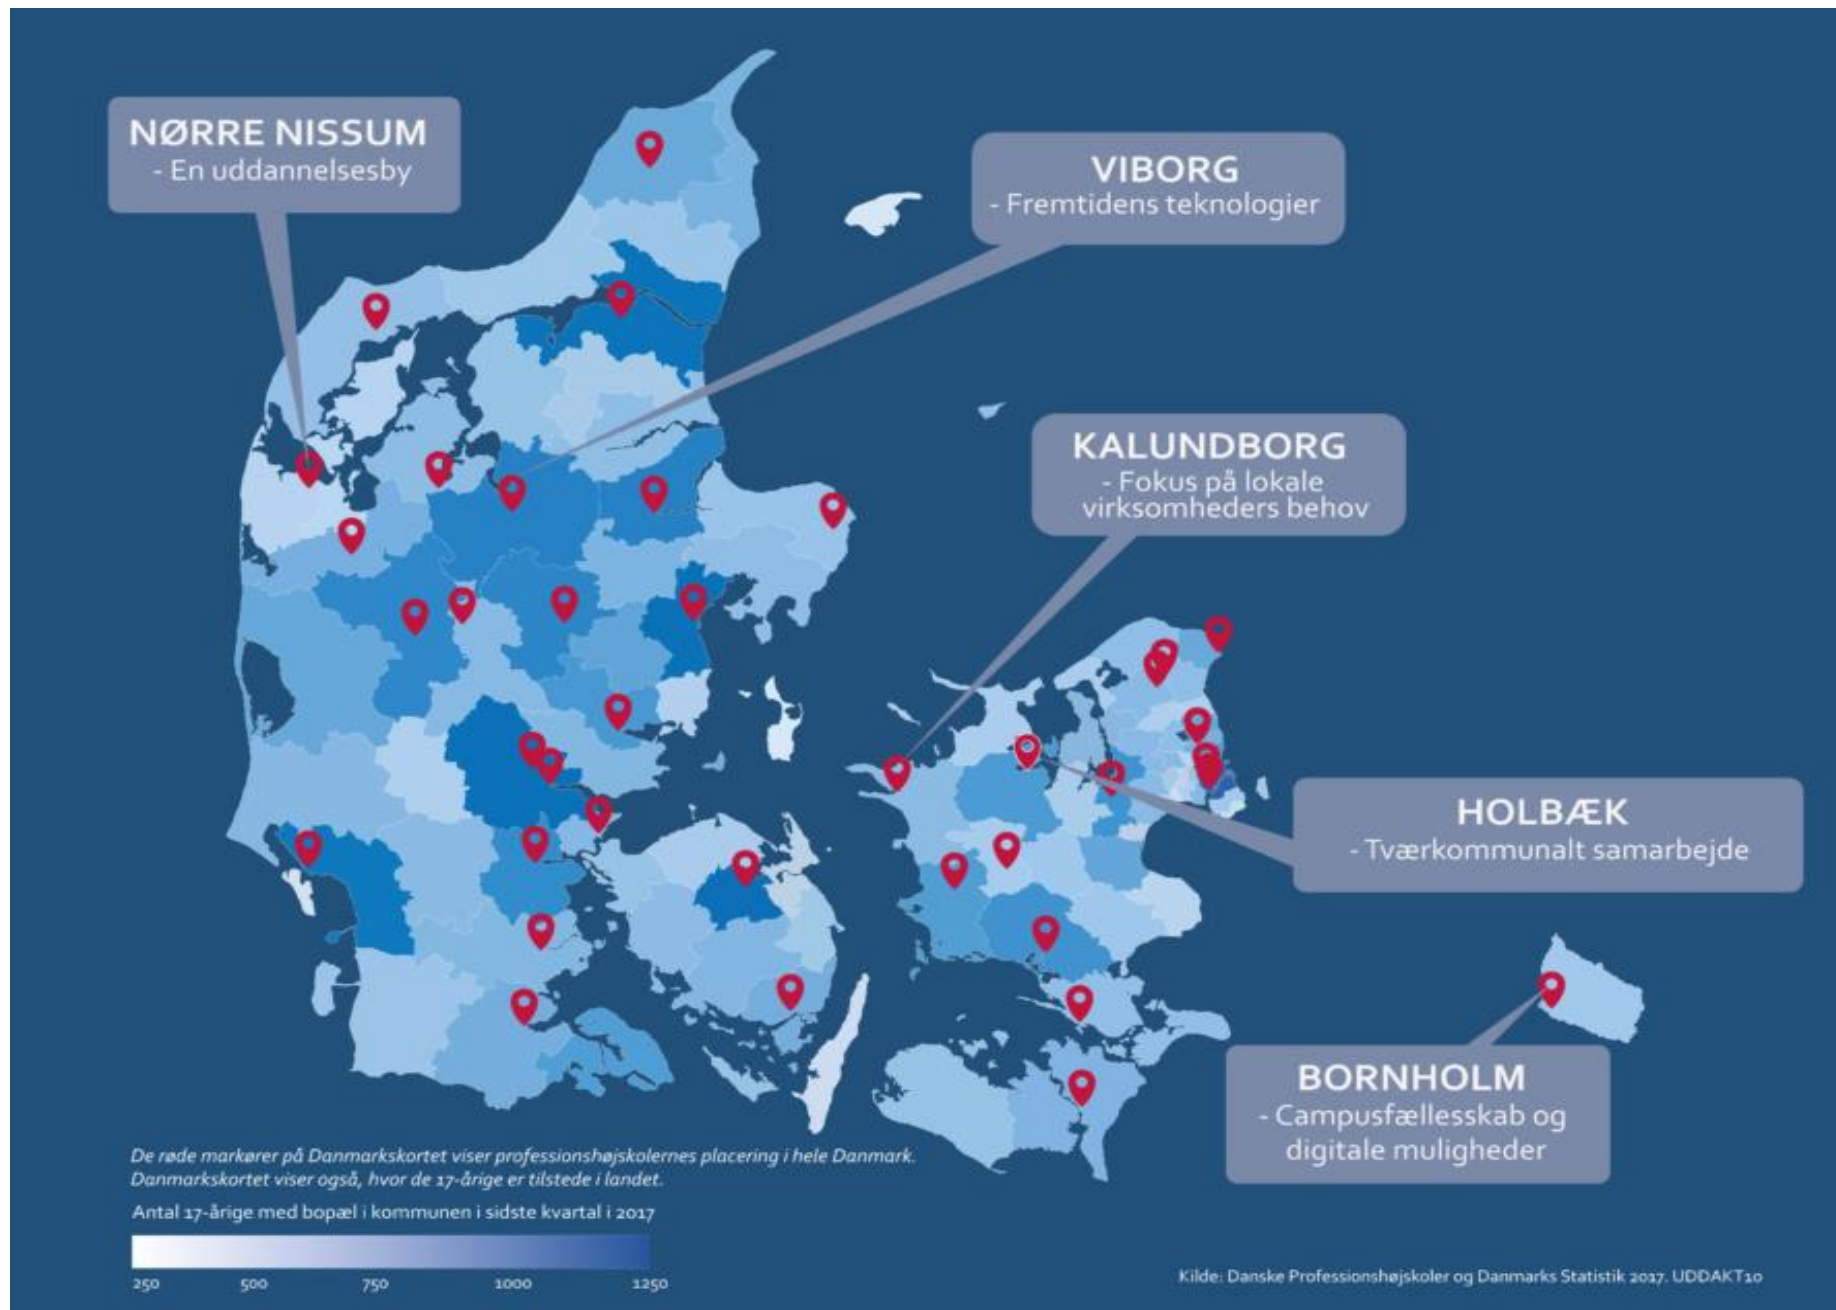 NØRRE NISSUM
- En uddannelsesby
VIBORG
- Fremtidens teknologier
KALUNDBORG
- Fokus på lokale
virksomheders behov
HOLBÆK
- Tværkommunalt samarbejde
BORNHOLM
- Campusfællesskab og
digitale muligheder
De røde markører på Danmarkskortet viser professionshøjskolernes placering i hele Danmark.
Danmarkskortet viser også, hvor de 17-årige er tilstede i landet.
Antal 17-årige med bopæl i kommunen i sidste kvartal i 2017
250 500 750 1000 1250
Kilde: Danske Professionshøjskoler og Danmarks Statistik 2017. UDDAKT10